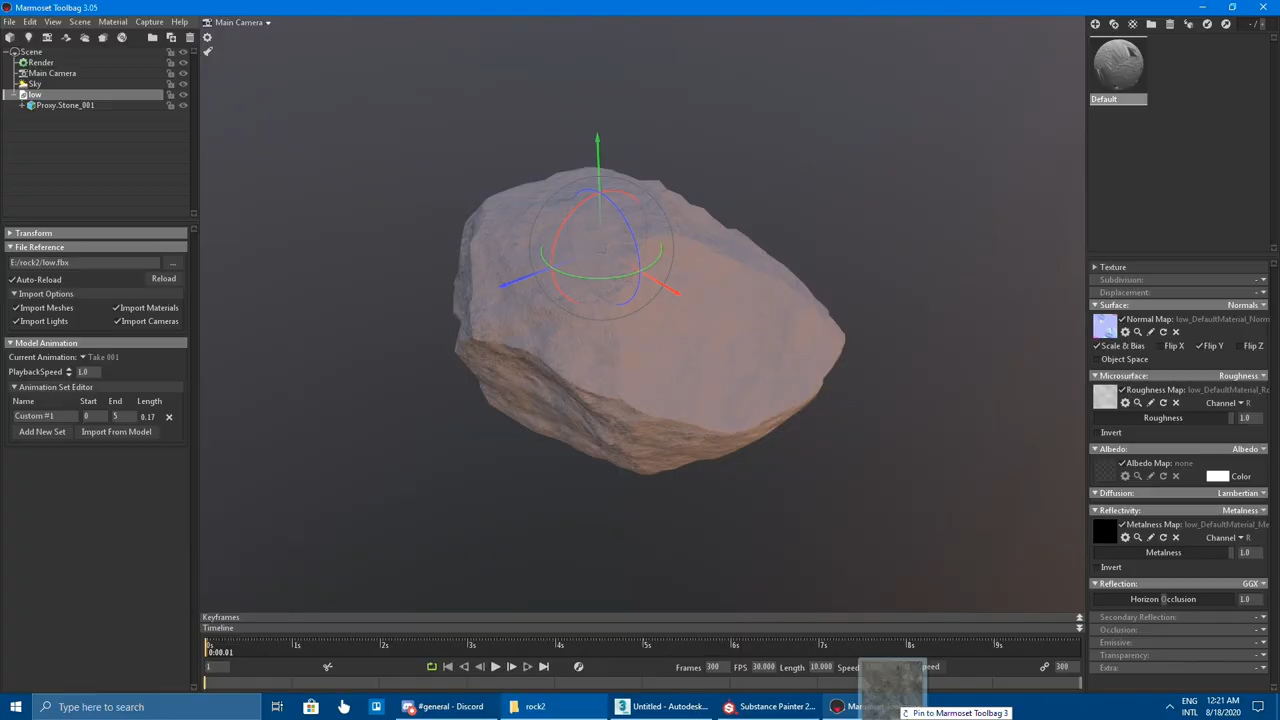 Marmoset Toolbag 3.05
File Edit View Scene Material Capture Help
Main Camera
Scene
Render
Main Camera
Sky
low
Proxy.Stone_001
Transform
File Reference
E:/rock2/low.fbx ...
Auto-Reload Reload
Import Options
Import Meshes Import Materials
Import Lights Import Cameras
Model Animation
Current Animation: Take 001
PlaybackSpeed 1.0
Animation Set Editor
Name Start End Length
Custom #1 0 5 0.17
Add New Set Import From Model
Default
Texture
Subdivision: -
Displacement: -
Surface: Normals
Normal Map: low_DefaultMaterial_Norm
Scale & Bias Flip X Flip Y Flip Z
Object Space
Microsurface: Roughness
Roughness Map: low_DefaultMaterial_Ro
Channel R
Roughness 1.0
Invert
Albedo: Albedo
Albedo Map: none
Color
Diffusion: Lambertian
Reflectivity: Metalness
Metalness Map: low_DefaultMaterial_Me
Channel R
Metalness 1.0
Invert
Reflection: GGX
Horizon Occlusion 1.0
Secondary Reflection: -
Occlusion: -
Emissive: -
Transparency: -
Extra: -
Keyframes
Timeline
0s 1s 2s 3s 4s 5s 6s 7s 8s 9s
0:00.01
1 Frames 300 FPS 30.000 Length 10.000 Speed 300
Type here to search
#general - Discord
rock2
Untitled - Autodesk...
Substance Painter 2...
Pin to Marmoset Toolbag 3
ENG
INTL
12:21 AM
8/18/2020